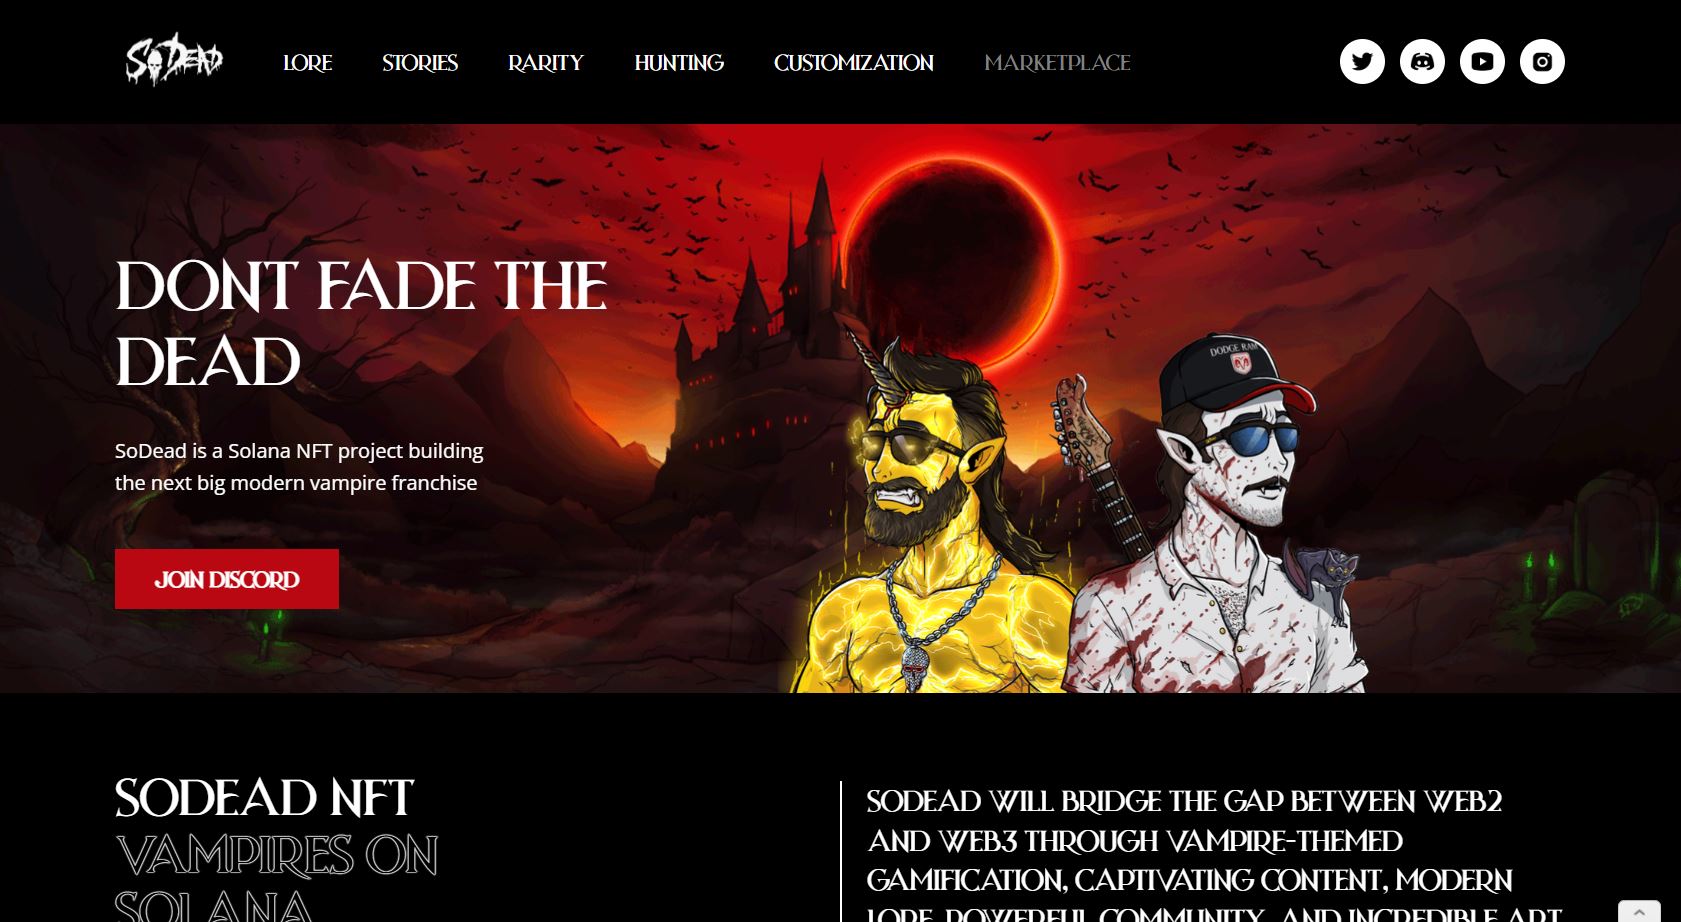 SODEAD
LORE
STORIES
RARITY
HUNTING
CUSTOMIZATION
MARKETPLACE
DONT FADE THE
DEAD
SoDead is a Solana NFT project building
the next big modern vampire franchise
JOIN DISCORD
DODGE RAM
SODEAD NFT
VAMPIRES ON
SOLANA
SODEAD WILL BRIDGE THE GAP BETWEEN WEB2
AND WEB3 THROUGH VAMPIRE-THEMED
GAMIFICATION, CAPTIVATING CONTENT, MODERN
LORE, POWERFUL COMMUNITY, AND INCREDIBLE ART